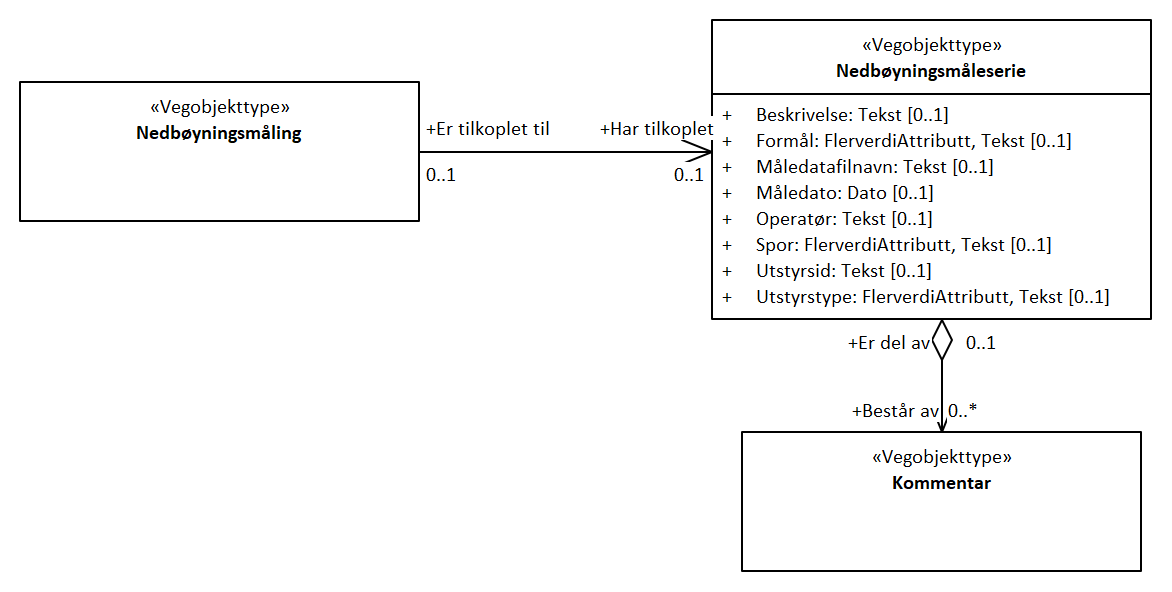 «Vegobjekttype»
Nedbøyningsmåling
+Er tilkoplet til
0..1
+Har tilkoplet
0..1
«Vegobjekttype»
Nedbøyningsmåleserie
+ Beskrivelse: Tekst [0..1]
+ Formål: FlerverdiAttributt, Tekst [0..1]
+ Måledatafilnavn: Tekst [0..1]
+ Måledato: Dato [0..1]
+ Operatør: Tekst [0..1]
+ Spor: FlerverdiAttributt, Tekst [0..1]
+ Utstyrsid: Tekst [0..1]
+ Utstyrstype: FlerverdiAttributt, Tekst [0..1]
+Er del av 0..1
+Består av 0..*
«Vegobjekttype»
Kommentar